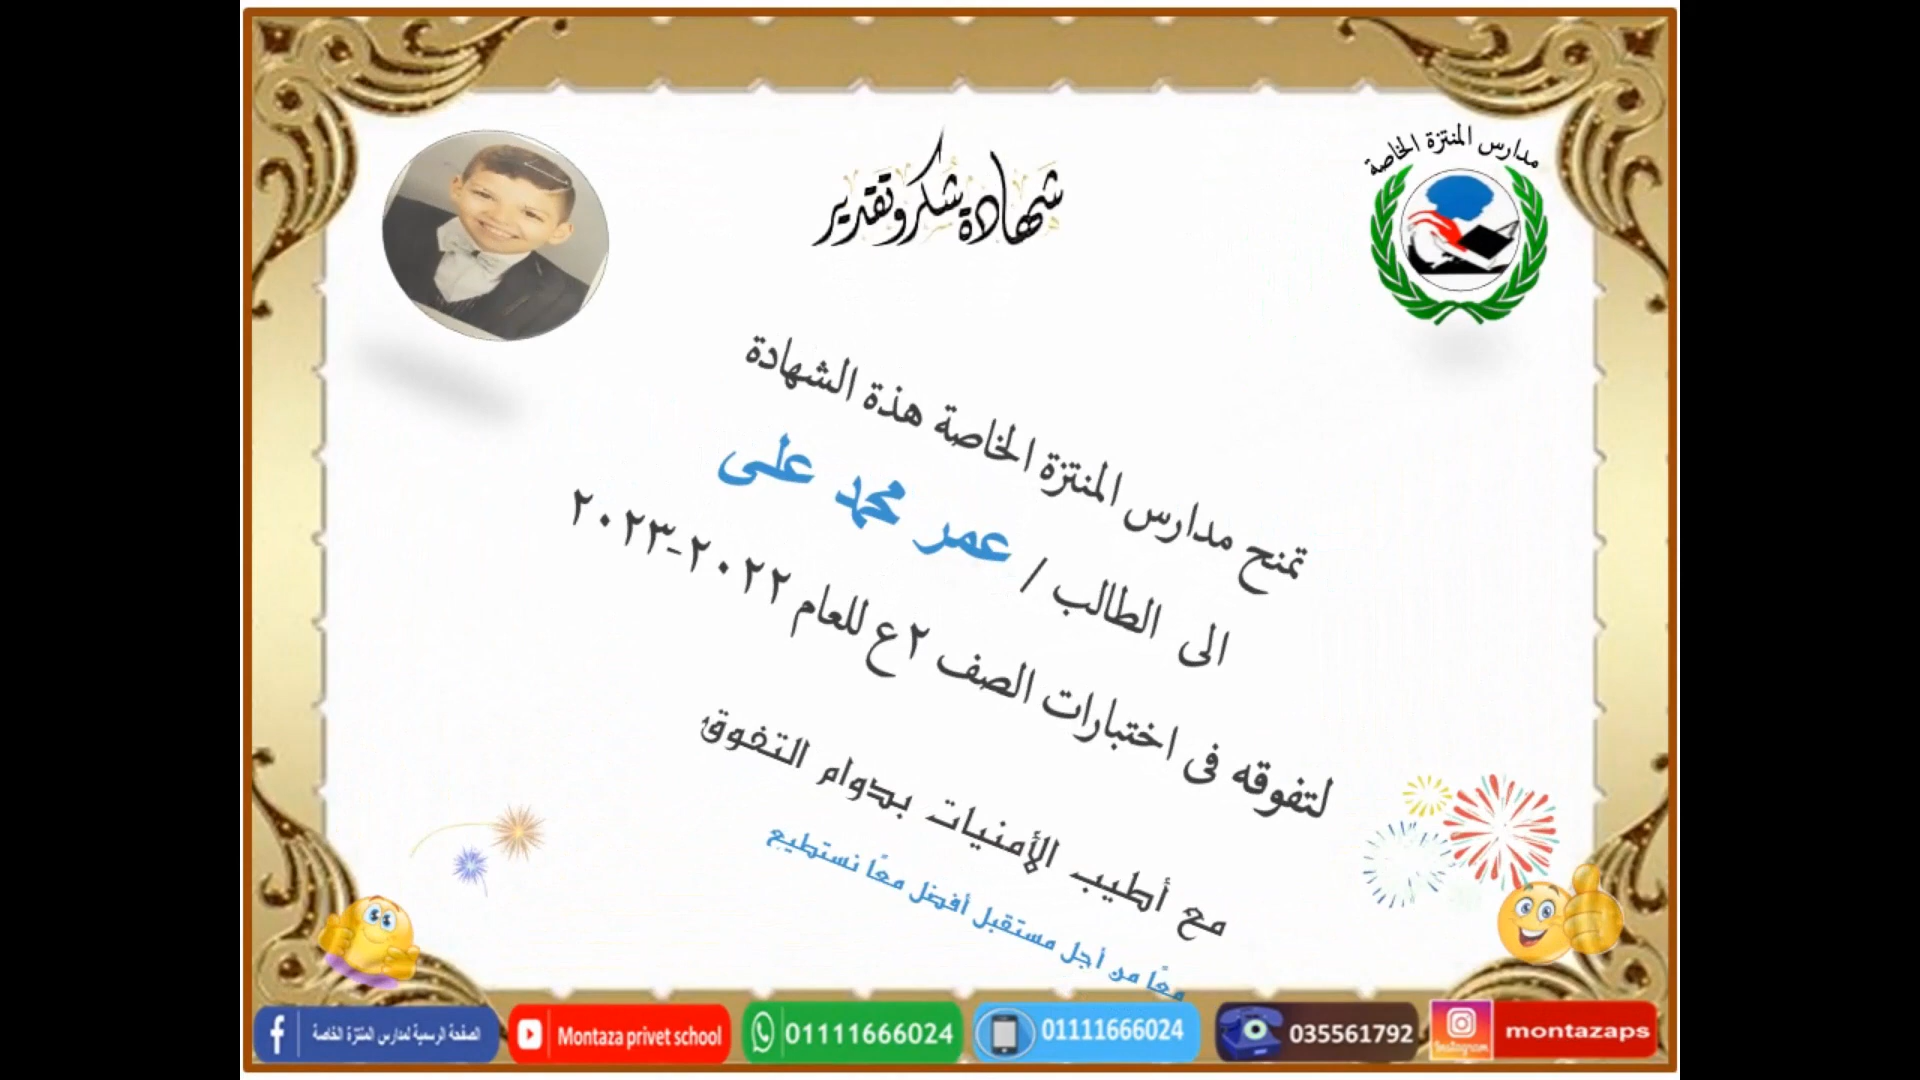 مدارس المنتزة الخاصة
شهادة شكر وتقدير
تمنح مدارس المنتزة الخاصة هذة الشهادة
الى الطالب / عمر محمد على
لتفوقه فى اختبارات الصف ٢ع للعام ٢٠٢٢-٢٠٢٣
مع أطيب الأمنيات بدوام التفوق
معًا من أجل مستقبل أفضل معًا نستطيع
الصفحة الرسمية لمدارس المنتزة الخاصة
Montaza privet school
01111666024
01111666024
035561792
Instagram
montazaps